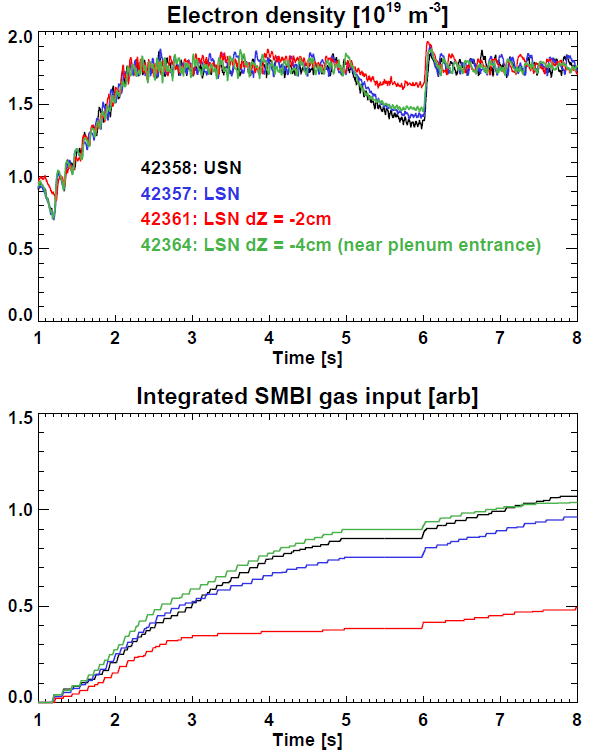 Electron density [10¹⁹ m⁻³]
2.0
1.5
1.0
0.5
0.0
42358: USN
42357: LSN
42361: LSN dZ = -2cm
42364: LSN dZ = -4cm (near plenum entrance)
1 2 3 4 5 6 7 8
Time [s]
Integrated SMBI gas input [arb]
1.5
1.0
0.5
0.0
1 2 3 4 5 6 7 8
Time [s]